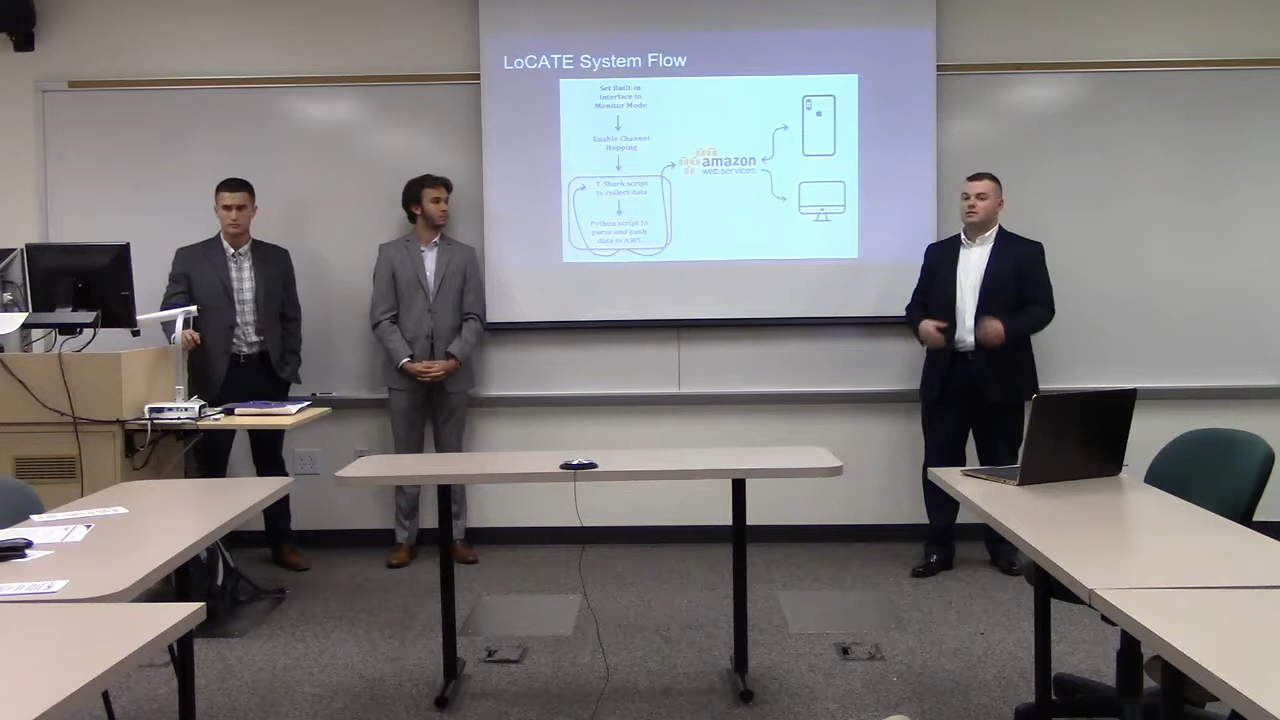 LoCATE System Flow
Set Built-in
Interface to
Monitor Mode
Enable Channel
Hopping
T-Shark script
to collect data
Python script to
parse and push
data to AWS.
amazon
web services